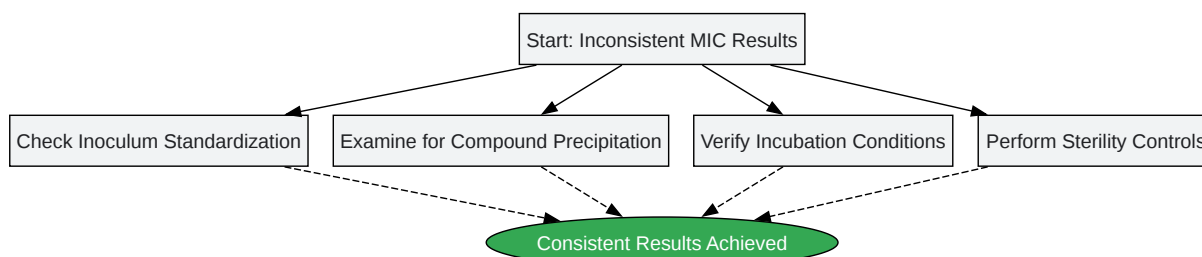 Start: Inconsistent MIC Results
Check Inoculum Standardization
Examine for Compound Precipitation
Verify Incubation Conditions
Perform Sterility Controls
Consistent Results Achieved